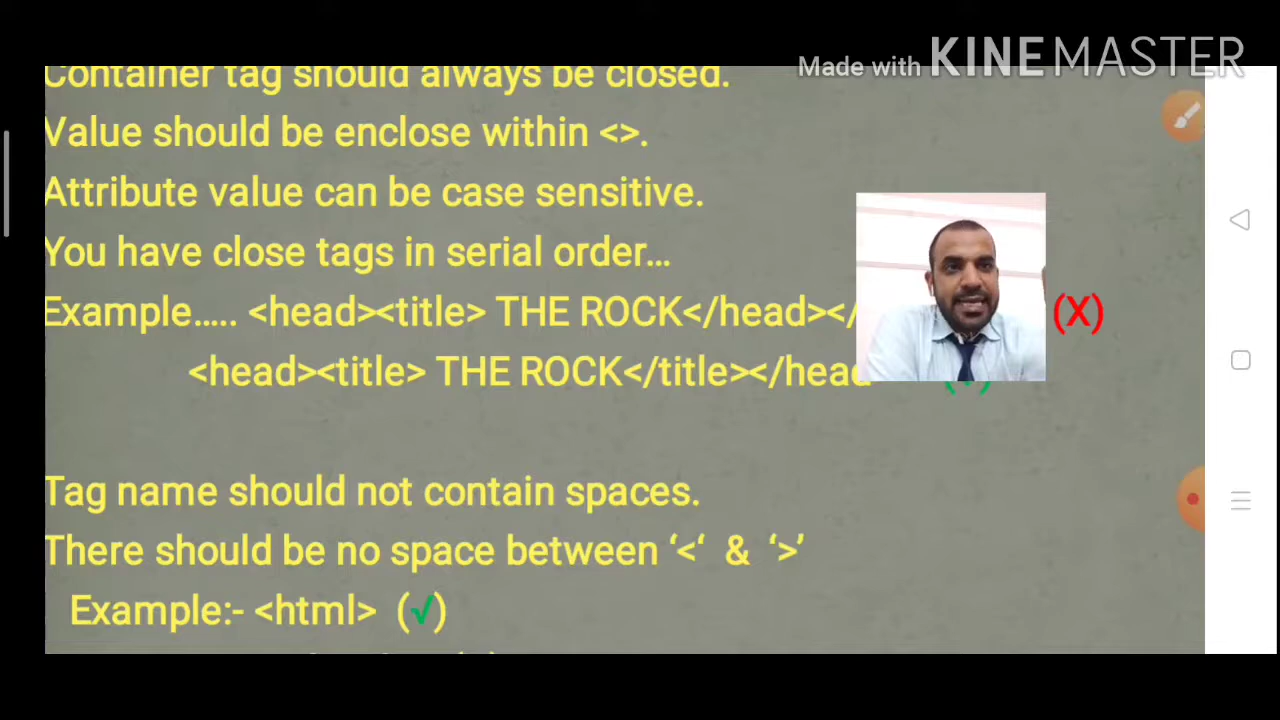 Made with KINEMASTER
Container tag should always be closed.
Value should be enclose within <>.
Attribute value can be case sensitive.
You have close tags in serial order...
Example..... <head><title> THE ROCK</head></ (X)
<head><title> THE ROCK</title></head
Tag name should not contain spaces.
There should be no space between ‘<‘ & ‘>’
Example:- <html> (√)